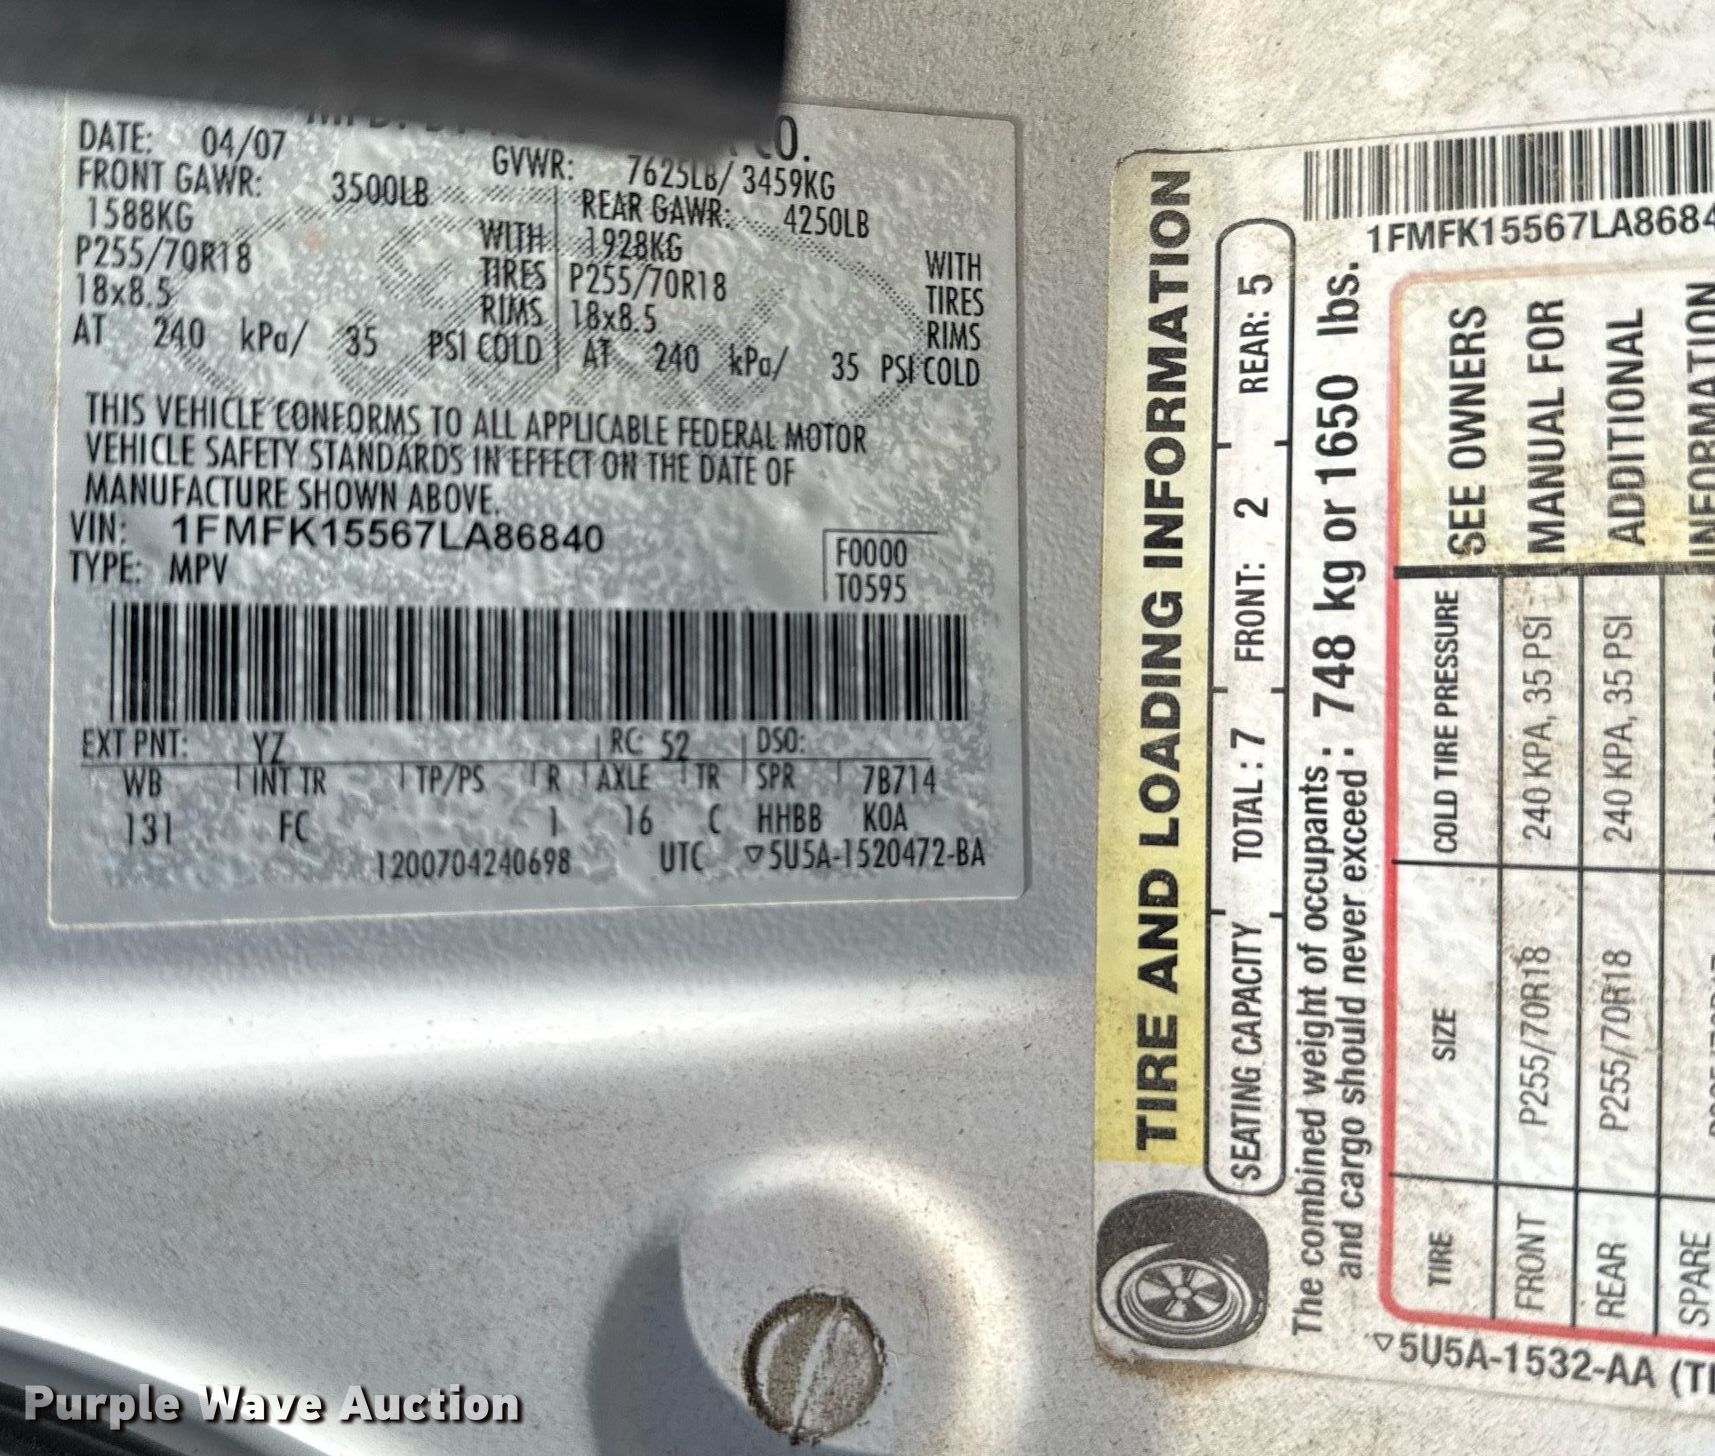 CO.
DATE: 04/07 GVWR: 7625LB/ 3459KG
FRONT GAWR: 3500LB REAR GAWR: 4250LB
1588KG WITH 1928KG WITH
P255/70R18 TIRES P255/70R18 TIRES
18x8.5 RIMS 18x8.5 RIMS
AT 240 kPa/ 35 PSI COLD AT 240 kPa/ 35 PSI COLD
THIS VEHICLE CONFORMS TO ALL APPLICABLE FEDERAL MOTOR
VEHICLE SAFETY STANDARDS IN EFFECT ON THE DATE OF
MANUFACTURE SHOWN ABOVE.
VIN: 1FMFK15567LA86840
F0000
TYPE: MPV
T0595
EXT PNT: YZ RC: 52 DSO:
WB INT TR TP/PS R AXLE TR SPR 7B714
131 FC 1 16 C HHBB KOA
1200704240698 UTC ▽5U5A-1520472-BA
TIRE AND LOADING INFORMATION
1FMFK15567LA8684
SEATING CAPACITY TOTAL: 7 FRONT: 2 REAR: 5
The combined weight of occupants : 748 kg or 1650 lbs.
and cargo should never exceed :
TIRE SIZE COLD TIRE PRESSURE SEE OWNERS
FRONT P255/70R18 240 KPA, 35 PSI MANUAL FOR
REAR P255/70R18 240 KPA, 35 PSI ADDITIONAL
SPARE INFORMATION
▽5U5A-1532-AA
Purple Wave Auction